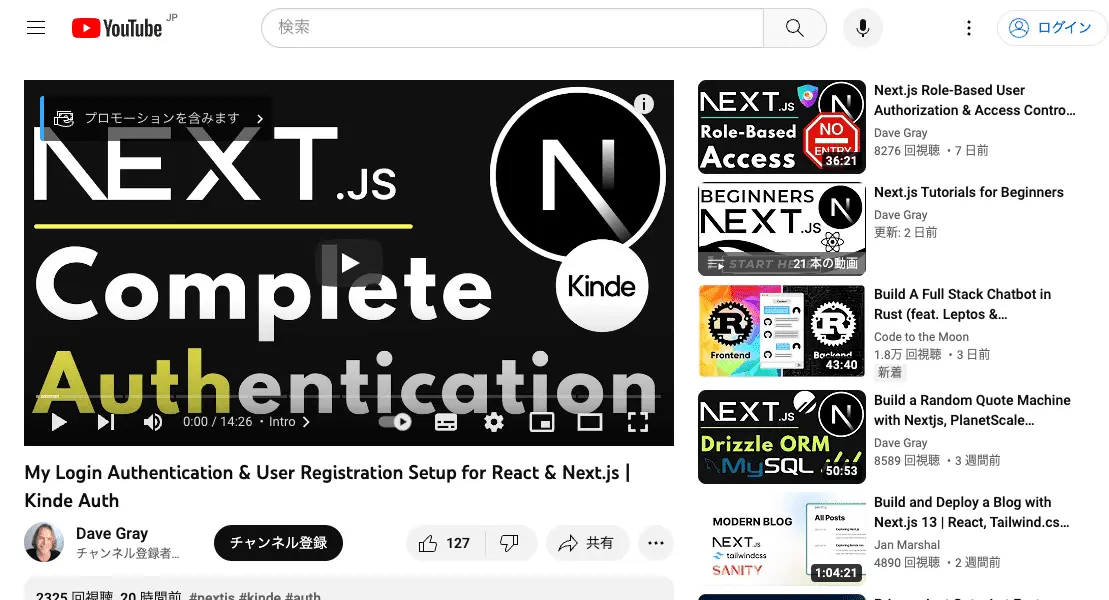 YouTube JP
検索
ログイン
プロモーションを含みます
NEXT.JS
Complete
Authentication
N
Kinde
0:00 / 14:26 ・ Intro
My Login Authentication & User Registration Setup for React & Next.js |
Kinde Auth
Dave Gray
チャンネル登録者...
チャンネル登録
127
共有
2325 回視聴 20 時間前 #nextjs #kinde #auth
NEXT.JS
Role-Based
Access
N
NO
ENTRY
36:21
Next.js Role-Based User
Authorization & Access Contro...
Dave Gray
8276 回視聴 ・7 日前
BEGINNERS
NEXT.JS
N
START HERE
21 本の動画
Next.js Tutorials for Beginners
Dave Gray
更新: 2 日前
R
Frontend
R
Backend
43:40
Build A Full Stack Chatbot in
Rust (feat. Leptos &...
Code to the Moon
1.8万 回視聴 ・3 日前
新着
NEXT.JS
N
Drizzle ORM
MySQL
50:53
Build a Random Quote Machine
with Nextjs, PlanetScale...
Dave Gray
8589 回視聴 ・3 週間前
MODERN BLOG
NEXT.JS
tailwindcss
SANITY
All Posts
1:04:21
Build and Deploy a Blog with
Next.js 13 | React, Tailwind.cs...
Jan Marshal
4890 回視聴 ・2 週間前